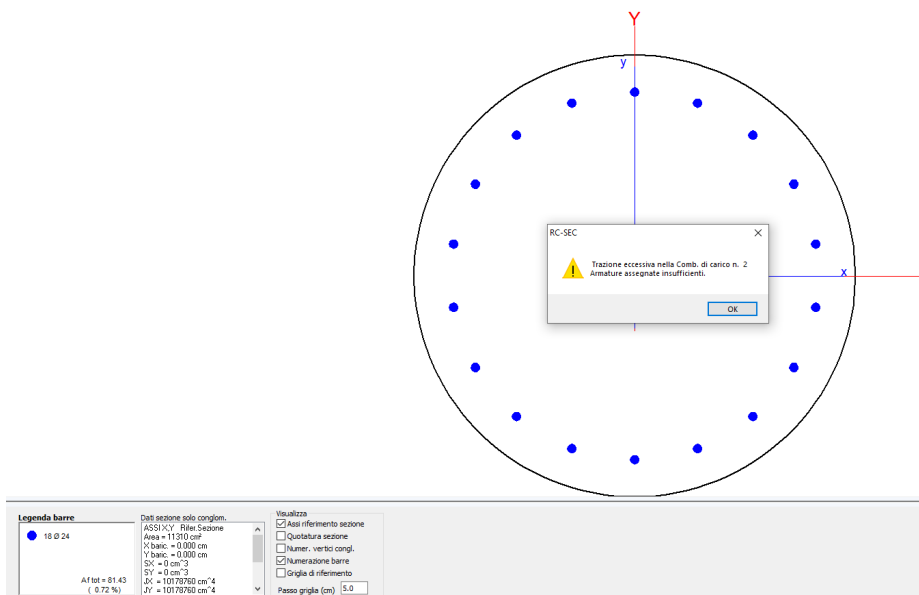 Y
y
x
RC-SEC
Trazione eccessiva nella Comb. di carico n. 2
Armature assegnate insufficienti.
OK
Legenda barre
18 Ø 24
Af tot = 81.43
( 0.72 %)
Dati sezione solo conglom.
ASSI X,Y Rifer.Sezione
Area = 11310 cm²
X baric. = 0.000 cm
Y baric. = 0.000 cm
SX = 0 cm^3
SY = 0 cm^3
JX = 10178760 cm^4
JY = 10178760 cm^4
Visualizza
Assi riferimento sezione
Quotatura sezione
Numer. vertici congl.
Numerazione barre
Griglia di riferimento
Passo griglia (cm) 5.0